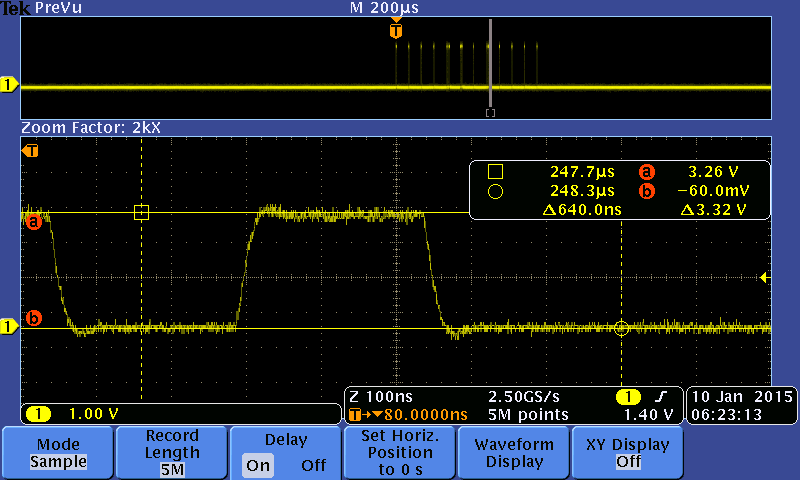 Tek PreVu M 200µs
T
1
[]
Zoom Factor: 2kX
T
247.7µs a 3.26 V
248.3µs b −60.0mV
Δ640.0ns Δ3.32 V
a
b
1
1 1.00 V
Z 100ns 2.50GS/s 1
T→▼80.0000ns 5M points 1.40 V
10 Jan 2015
06:23:13
Mode
Sample
Record
Length
5M
Delay
On Off
Set Horiz.
Position
to 0 s
Waveform
Display
XY Display
Off